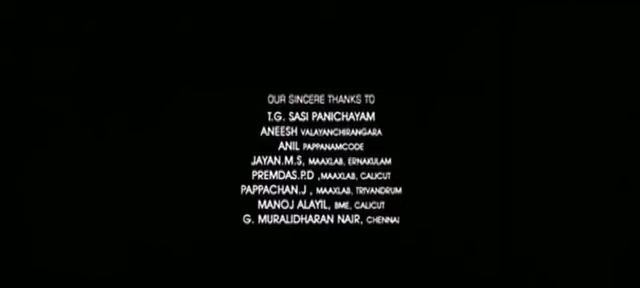 OUR SINCERE THANKS TO
T.G. SASI PANICHAYAM
ANEESH VALAYANCHIRANGARA
ANIL PAPPANAMCODE
JAYAN.M.S, MAAXLAB, ERNAKULAM
PREMDAS.P.D ,MAAXLAB, CALICUT
PAPPACHAN.J , MAAXLAB, TRIVANDRUM
MANOJ ALAYIL, BME, CALICUT
G. MURALIDHARAN NAIR, CHENNAI